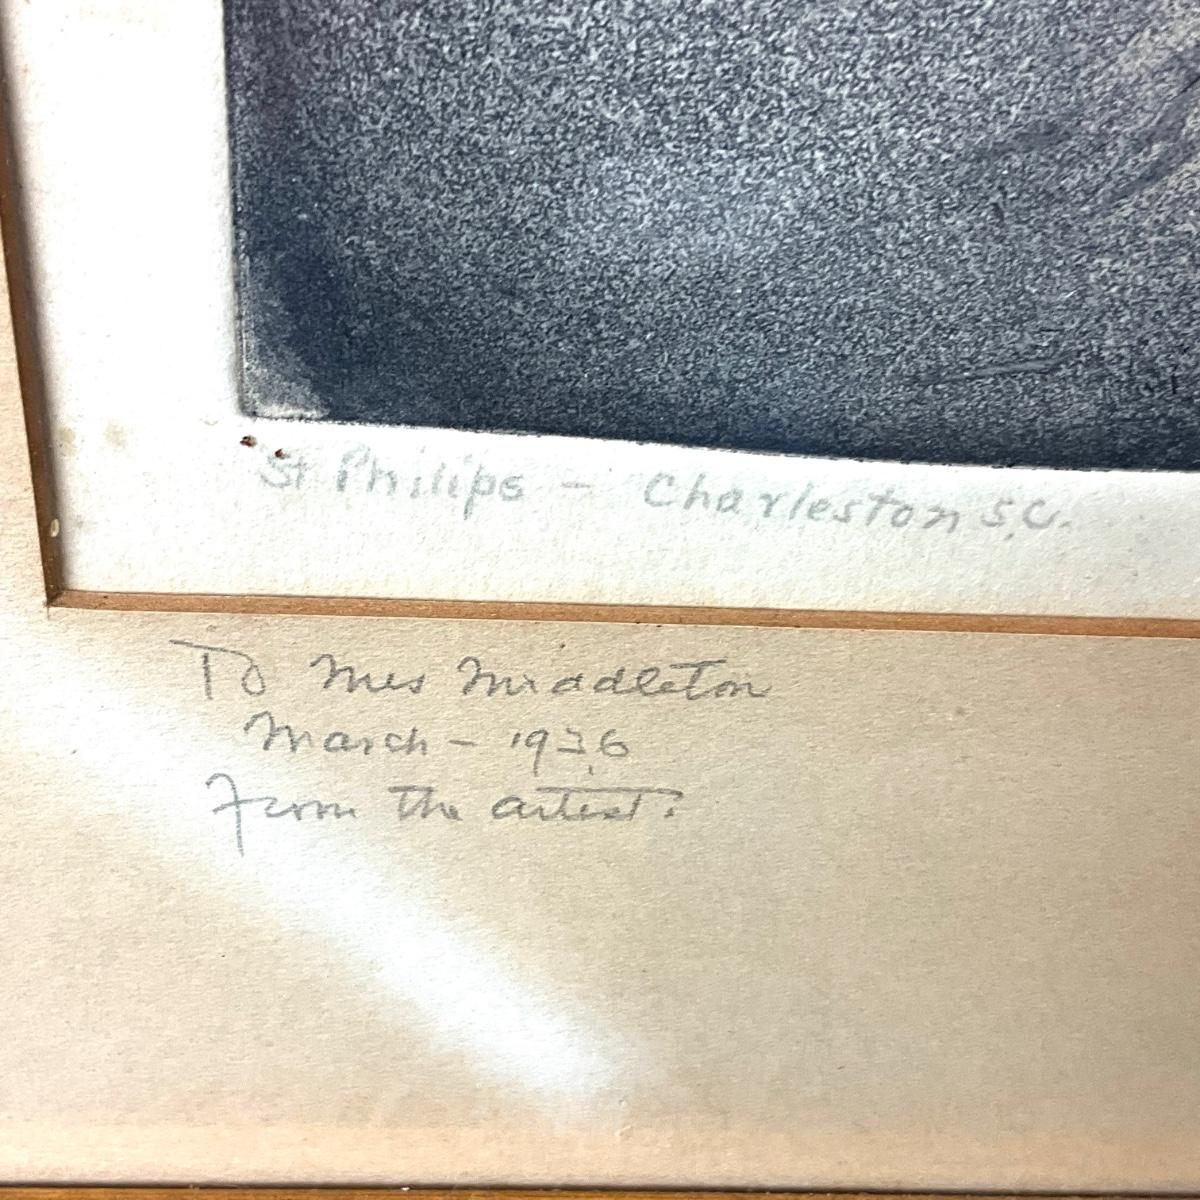 St Philips - Charleston S.C.
To Mrs Middleton
March - 1936
From the artist.